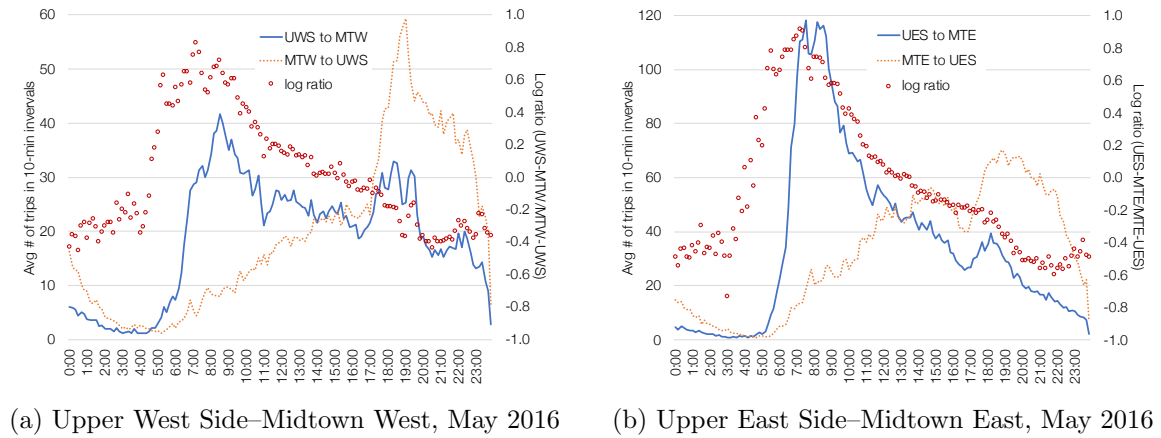 60
50
40
30
20
10
0
Avg # of trips in 10-min invervals
UWS to MTW
MTW to UWS
log ratio
1.0
0.8
0.6
0.4
0.2
0.0
-0.2
-0.4
-0.6
-0.8
-1.0
Log ratio (UWS-MTW/MTW-UWS)
0:00 1:00 2:00 3:00 4:00 5:00 6:00 7:00 8:00 9:00 10:00 11:00 12:00 13:00 14:00 15:00 16:00 17:00 18:00 19:00 20:00 21:00 22:00 23:00
(a) Upper West Side–Midtown West, May 2016
120
100
80
60
40
20
0
Avg # of trips in 10-min invervals
UES to MTE
MTE to UES
log ratio
1.0
0.8
0.6
0.4
0.2
0.0
-0.2
-0.4
-0.6
-0.8
-1.0
Log ratio (UES-MTE/MTE-UES)
0:00 1:00 2:00 3:00 4:00 5:00 6:00 7:00 8:00 9:00 10:00 11:00 12:00 13:00 14:00 15:00 16:00 17:00 18:00 19:00 20:00 21:00 22:00 23:00
(b) Upper East Side–Midtown East, May 2016